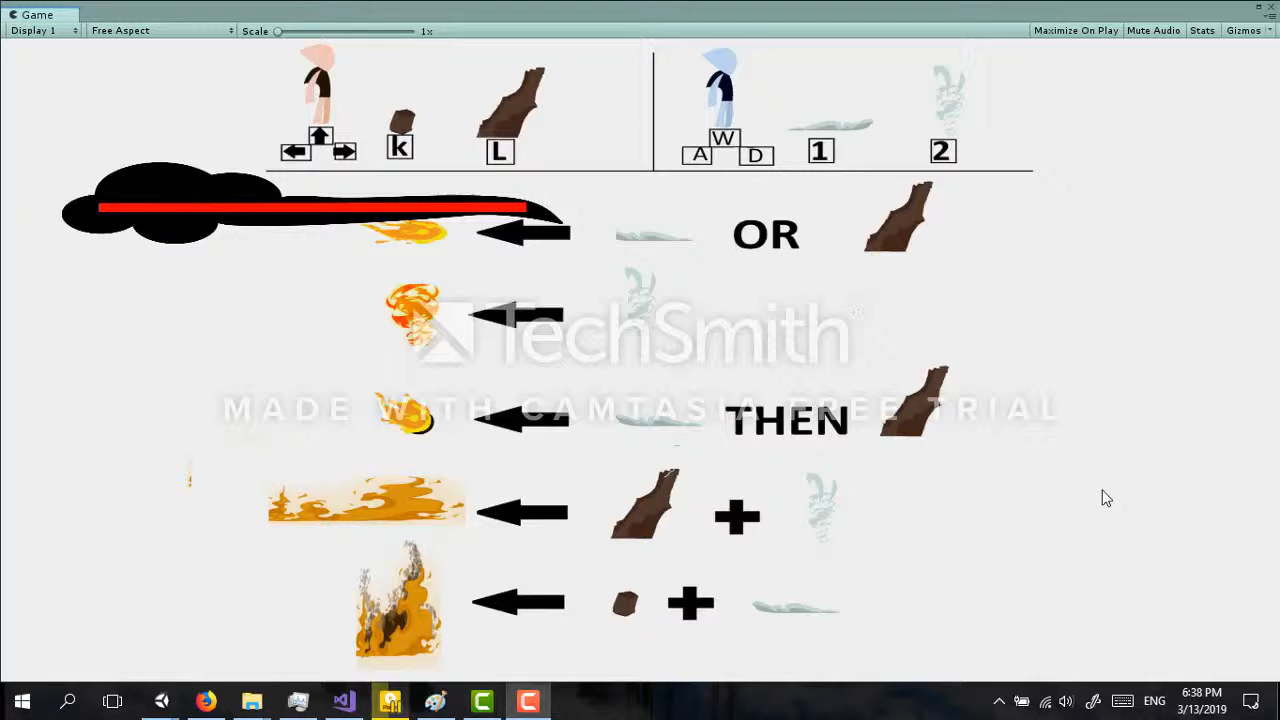 Game
Display 1
Free Aspect
Scale
1x
Maximize On Play
Mute Audio
Stats
Gizmos
k
L
W
A
D
1
2
OR
TechSmith
MADE WITH CAMTASIA FREE TRIAL
THEN
ENG
6:38 PM
3/13/2019